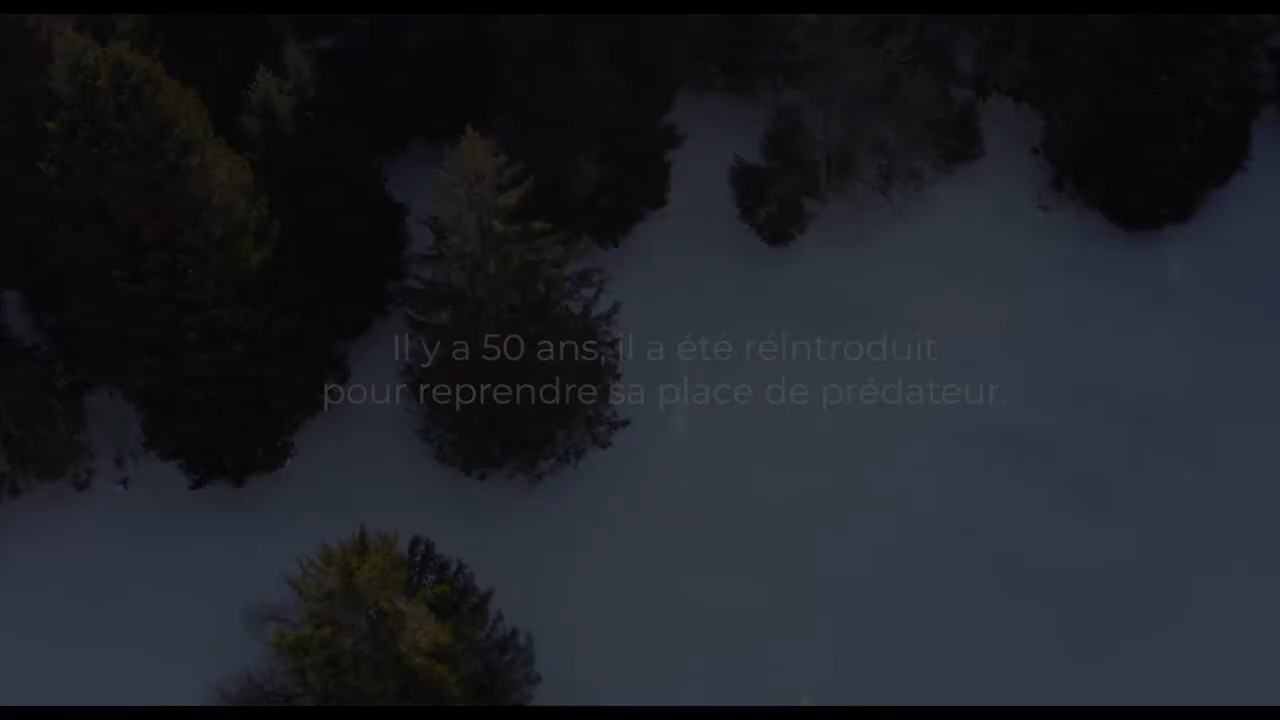 Il y a 50 ans, il a été réintroduit
pour reprendre sa place de prédateur.